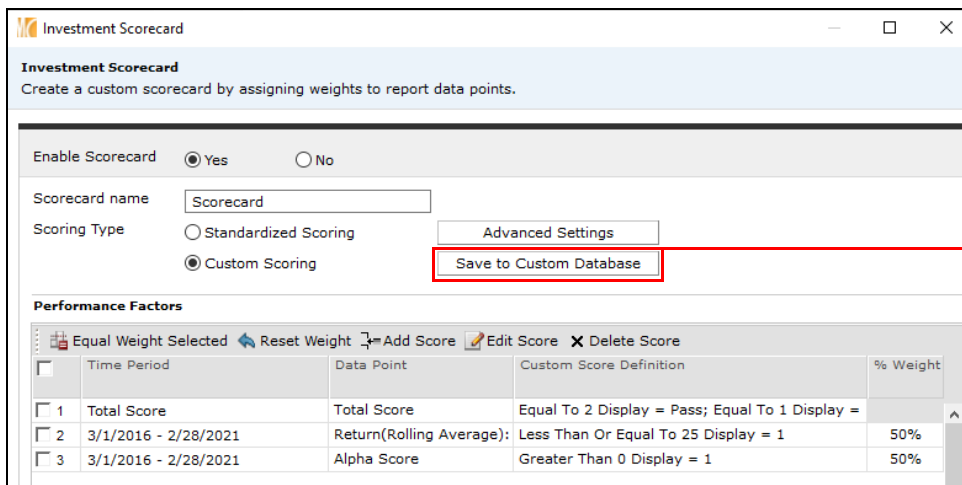 Investment Scorecard
Investment Scorecard
Create a custom scorecard by assigning weights to report data points.
Enable Scorecard Yes No
Scorecard name Scorecard
Scoring Type Standardized Scoring Advanced Settings
Custom Scoring Save to Custom Database
Performance Factors
Equal Weight Selected Reset Weight Add Score Edit Score Delete Score
Time Period Data Point Custom Score Definition % Weight
1 Total Score Total Score Equal To 2 Display = Pass; Equal To 1 Display =
2 3/1/2016 - 2/28/2021 Return(Rolling Average): Less Than Or Equal To 25 Display = 1 50%
3 3/1/2016 - 2/28/2021 Alpha Score Greater Than 0 Display = 1 50%